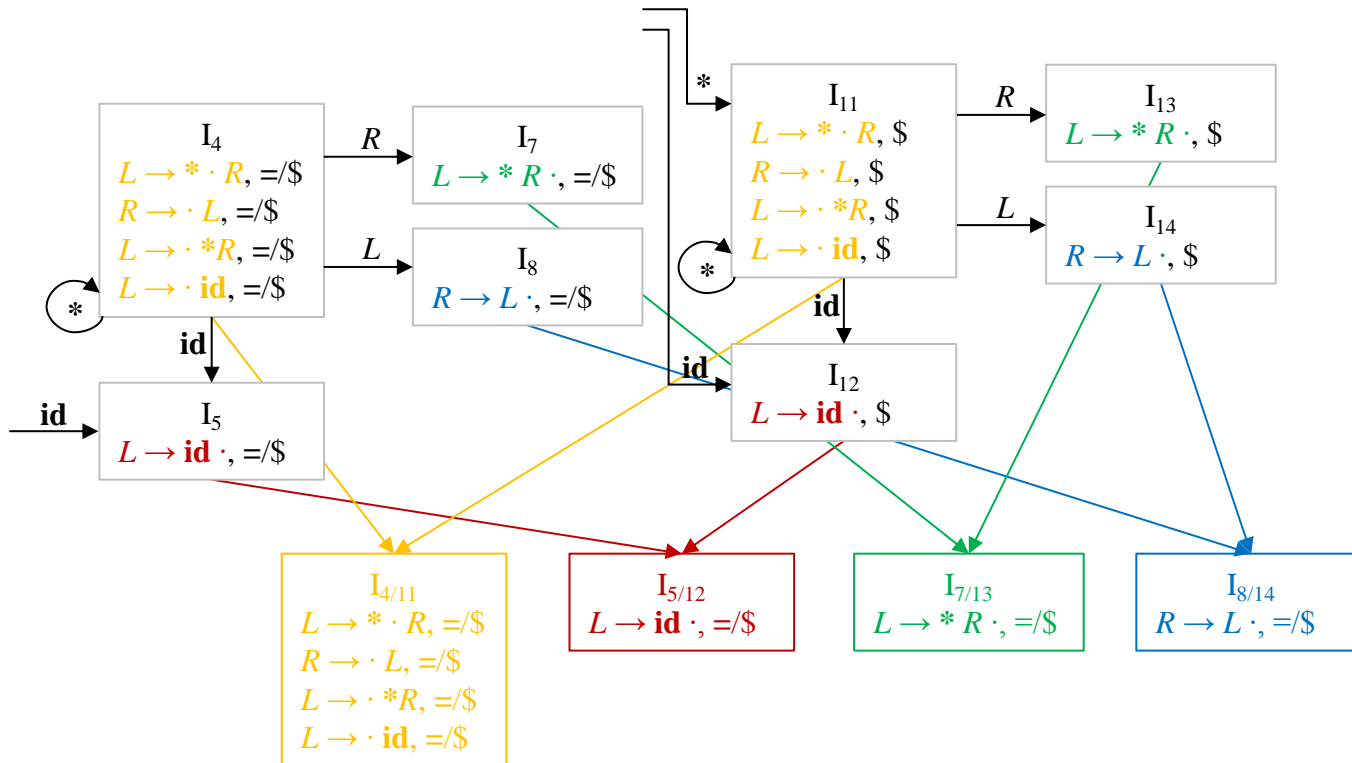 I4
L → * · R, =/$
R → · L, =/$
L → · *R, =/$
L → · id, =/$
*
id
R
I7
L → * R ·, =/$
L
I8
R → L ·, =/$
id
I5
L → id ·, =/$
*
I11
L → * · R, $
R → · L, $
L → · *R, $
L → · id, $
*
id
R
I13
L → * R ·, $
L
I14
R → L ·, $
id
I12
L → id ·, $
I4/11
L → * · R, =/$
R → · L, =/$
L → · *R, =/$
L → · id, =/$
I5/12
L → id ·, =/$
I7/13
L → * R ·, =/$
I8/14
R → L ·, =/$